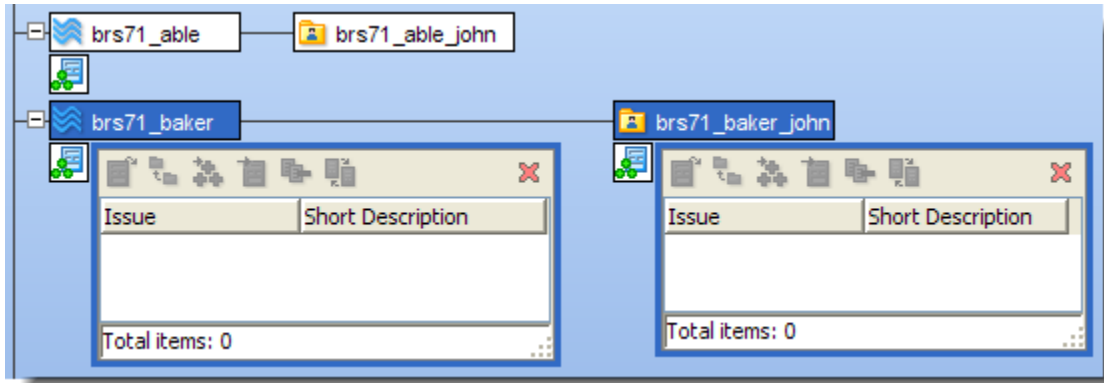 brs71_able brs71_able_john
brs71_baker brs71_baker_john
Issue Short Description Issue Short Description
Total items: 0 Total items: 0